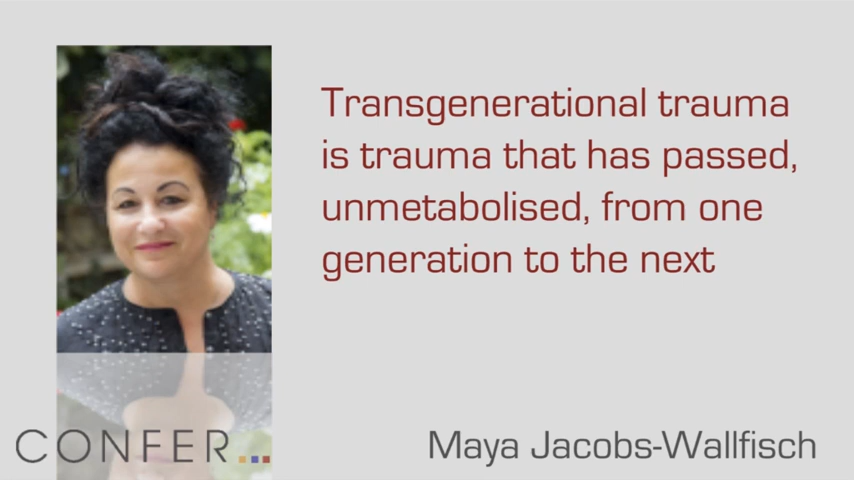 Transgenerational trauma
is trauma that has passed,
unmetabolised, from one
generation to the next
CONFER...
Maya Jacobs-Wallfisch